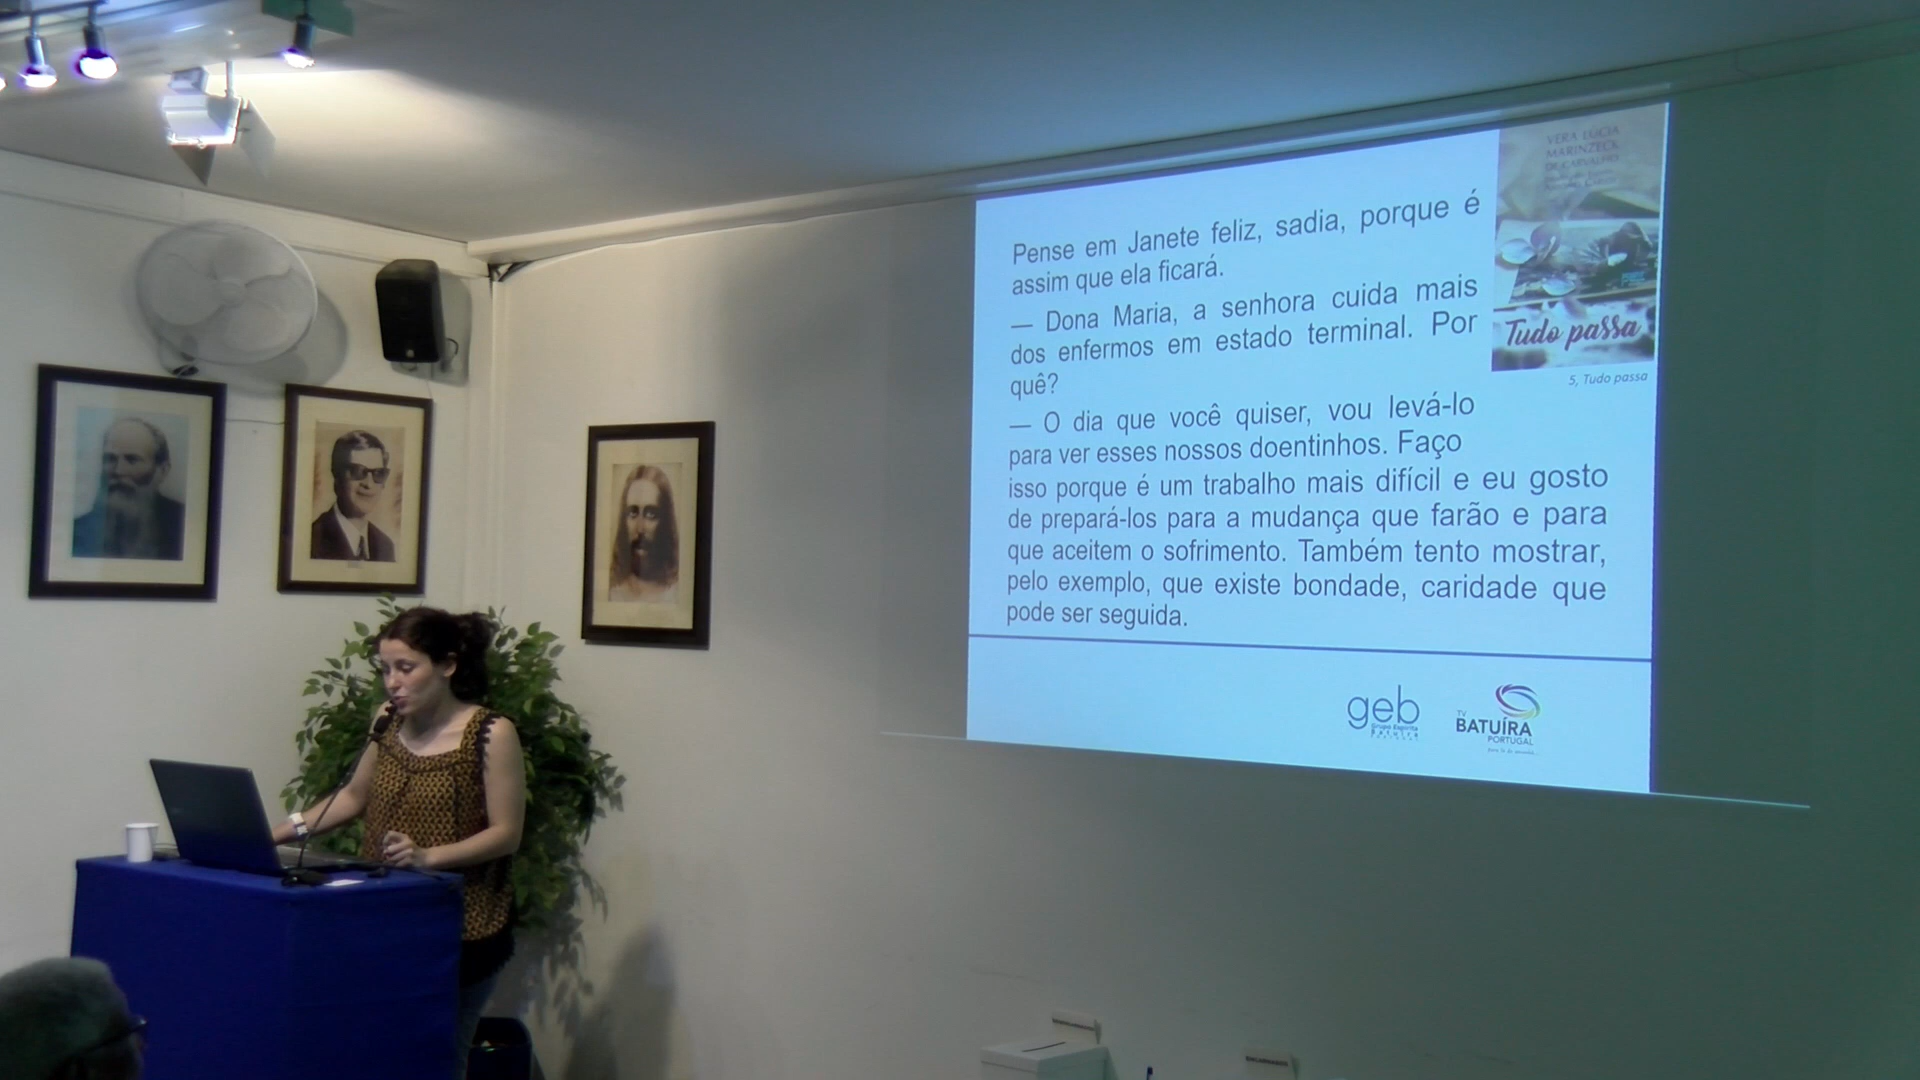 Pense em Janete feliz, sadia, porque é
assim que ela ficará.
— Dona Maria, a senhora cuida mais
dos enfermos em estado terminal. Por
quê?
— O dia que você quiser, vou levá-lo
para ver esses nossos doentinhos. Faço
isso porque é um trabalho mais difícil e eu gosto
de prepará-los para a mudança que farão e para
que aceitem o sofrimento. Também tento mostrar,
pelo exemplo, que existe bondade, caridade que
pode ser seguida.
VERA LÚCIA
MARINZECK
DE CARVALHO
Tudo passa
5, Tudo passa
geb
Grupo Espírita
Batuíra
TV
BATUÍRA
PORTUGAL